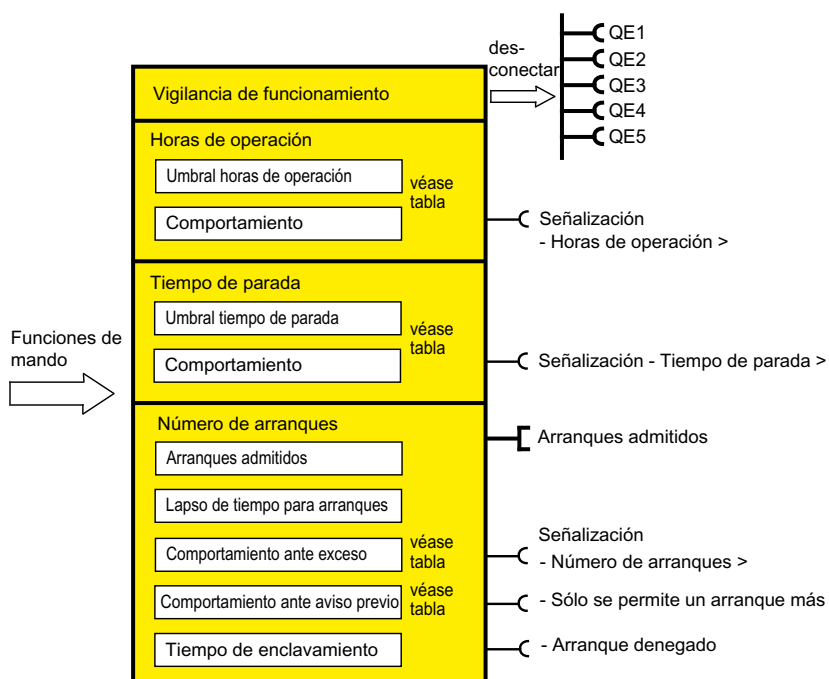 des-
conectar
QE1
QE2
QE3
QE4
QE5
Vigilancia de funcionamiento
Horas de operación
Umbral horas de operación
véase
tabla
Comportamiento
Señalización
- Horas de operación >
Tiempo de parada
Umbral tiempo de parada
véase
tabla
Comportamiento
Señalización - Tiempo de parada >
Funciones de
mando
Número de arranques
Arranques admitidos
Arranques admitidos
Lapso de tiempo para arranques
Comportamiento ante exceso
véase
tabla
Señalización
- Número de arranques >
Comportamiento ante aviso previo
véase
tabla
- Sólo se permite un arranque más
Tiempo de enclavamiento
- Arranque denegado